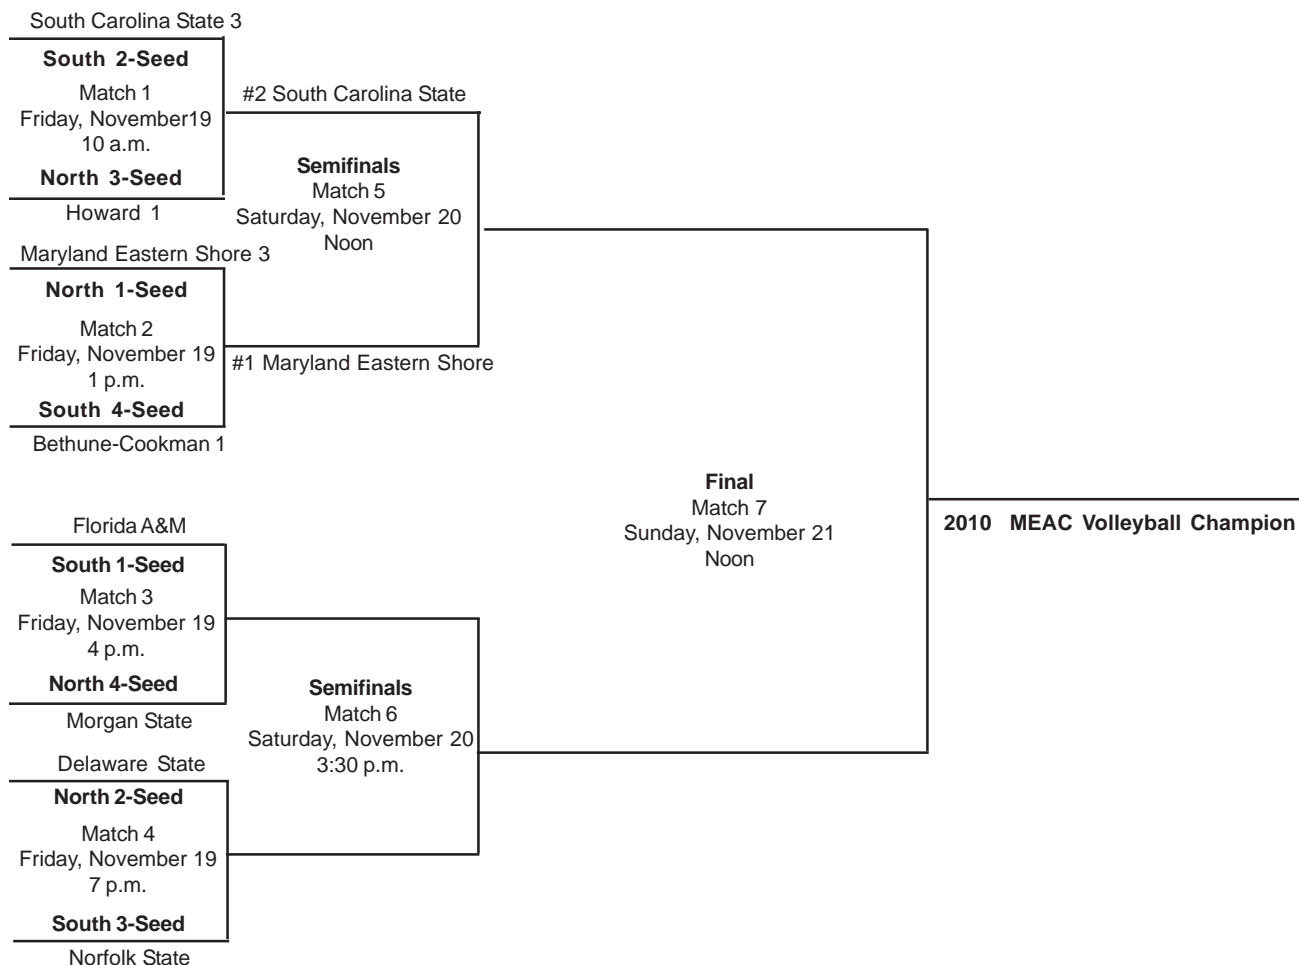 South Carolina State 3
South 2-Seed
Match 1
Friday, November19
10 a.m.
North 3-Seed
Howard 1
#2 South Carolina State
Semifinals
Match 5
Saturday, November 20
Noon
Maryland Eastern Shore 3
North 1-Seed
Match 2
Friday, November 19
1 p.m.
South 4-Seed
Bethune-Cookman 1
#1 Maryland Eastern Shore
Final
Match 7
Sunday, November 21
Noon
2010 MEAC Volleyball Champion
Florida A&M
South 1-Seed
Match 3
Friday, November 19
4 p.m.
North 4-Seed
Morgan State
Semifinals
Match 6
Saturday, November 20
3:30 p.m.
Delaware State
North 2-Seed
Match 4
Friday, November 19
7 p.m.
South 3-Seed
Norfolk State